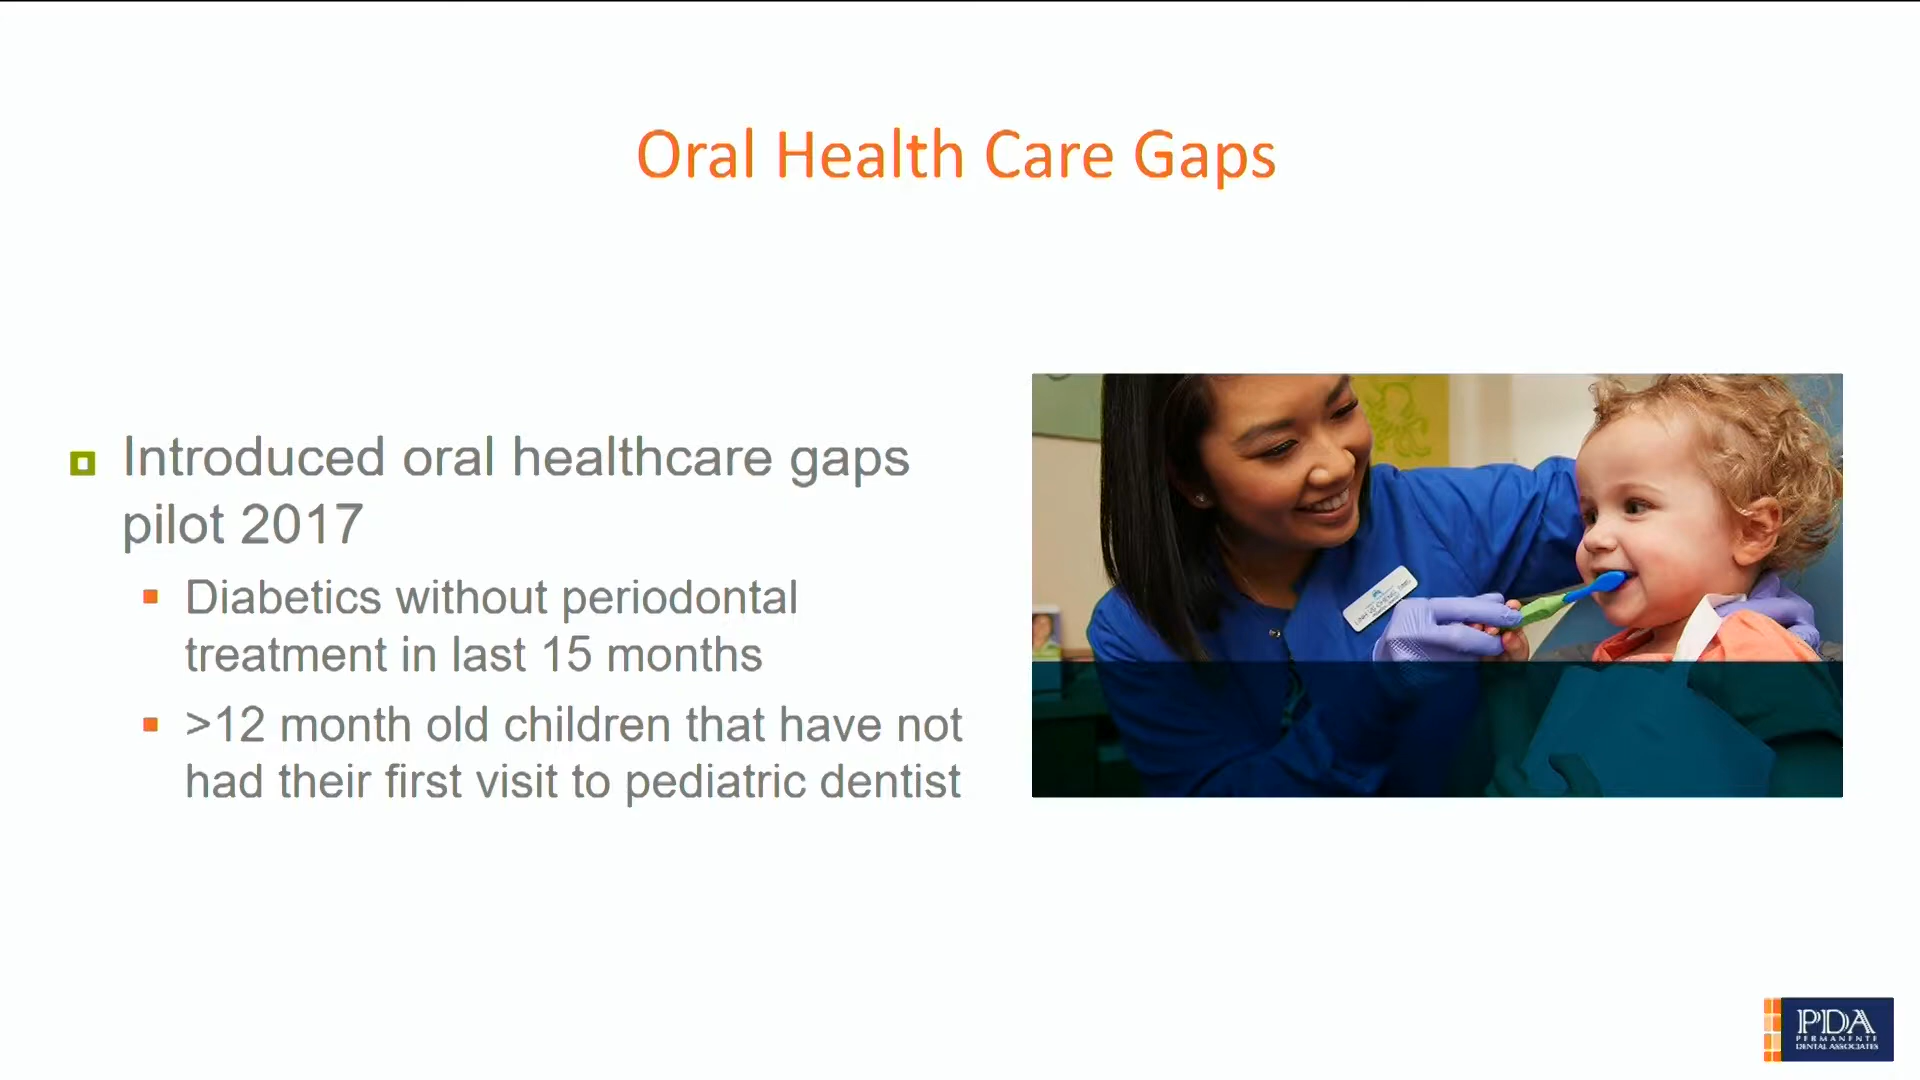 Oral Health Care Gaps
Introduced oral healthcare gaps
pilot 2017
Diabetics without periodontal
treatment in last 15 months
>12 month old children that have not
had their first visit to pediatric dentist
PDA
PERMANENTE
DENTAL ASSOCIATES